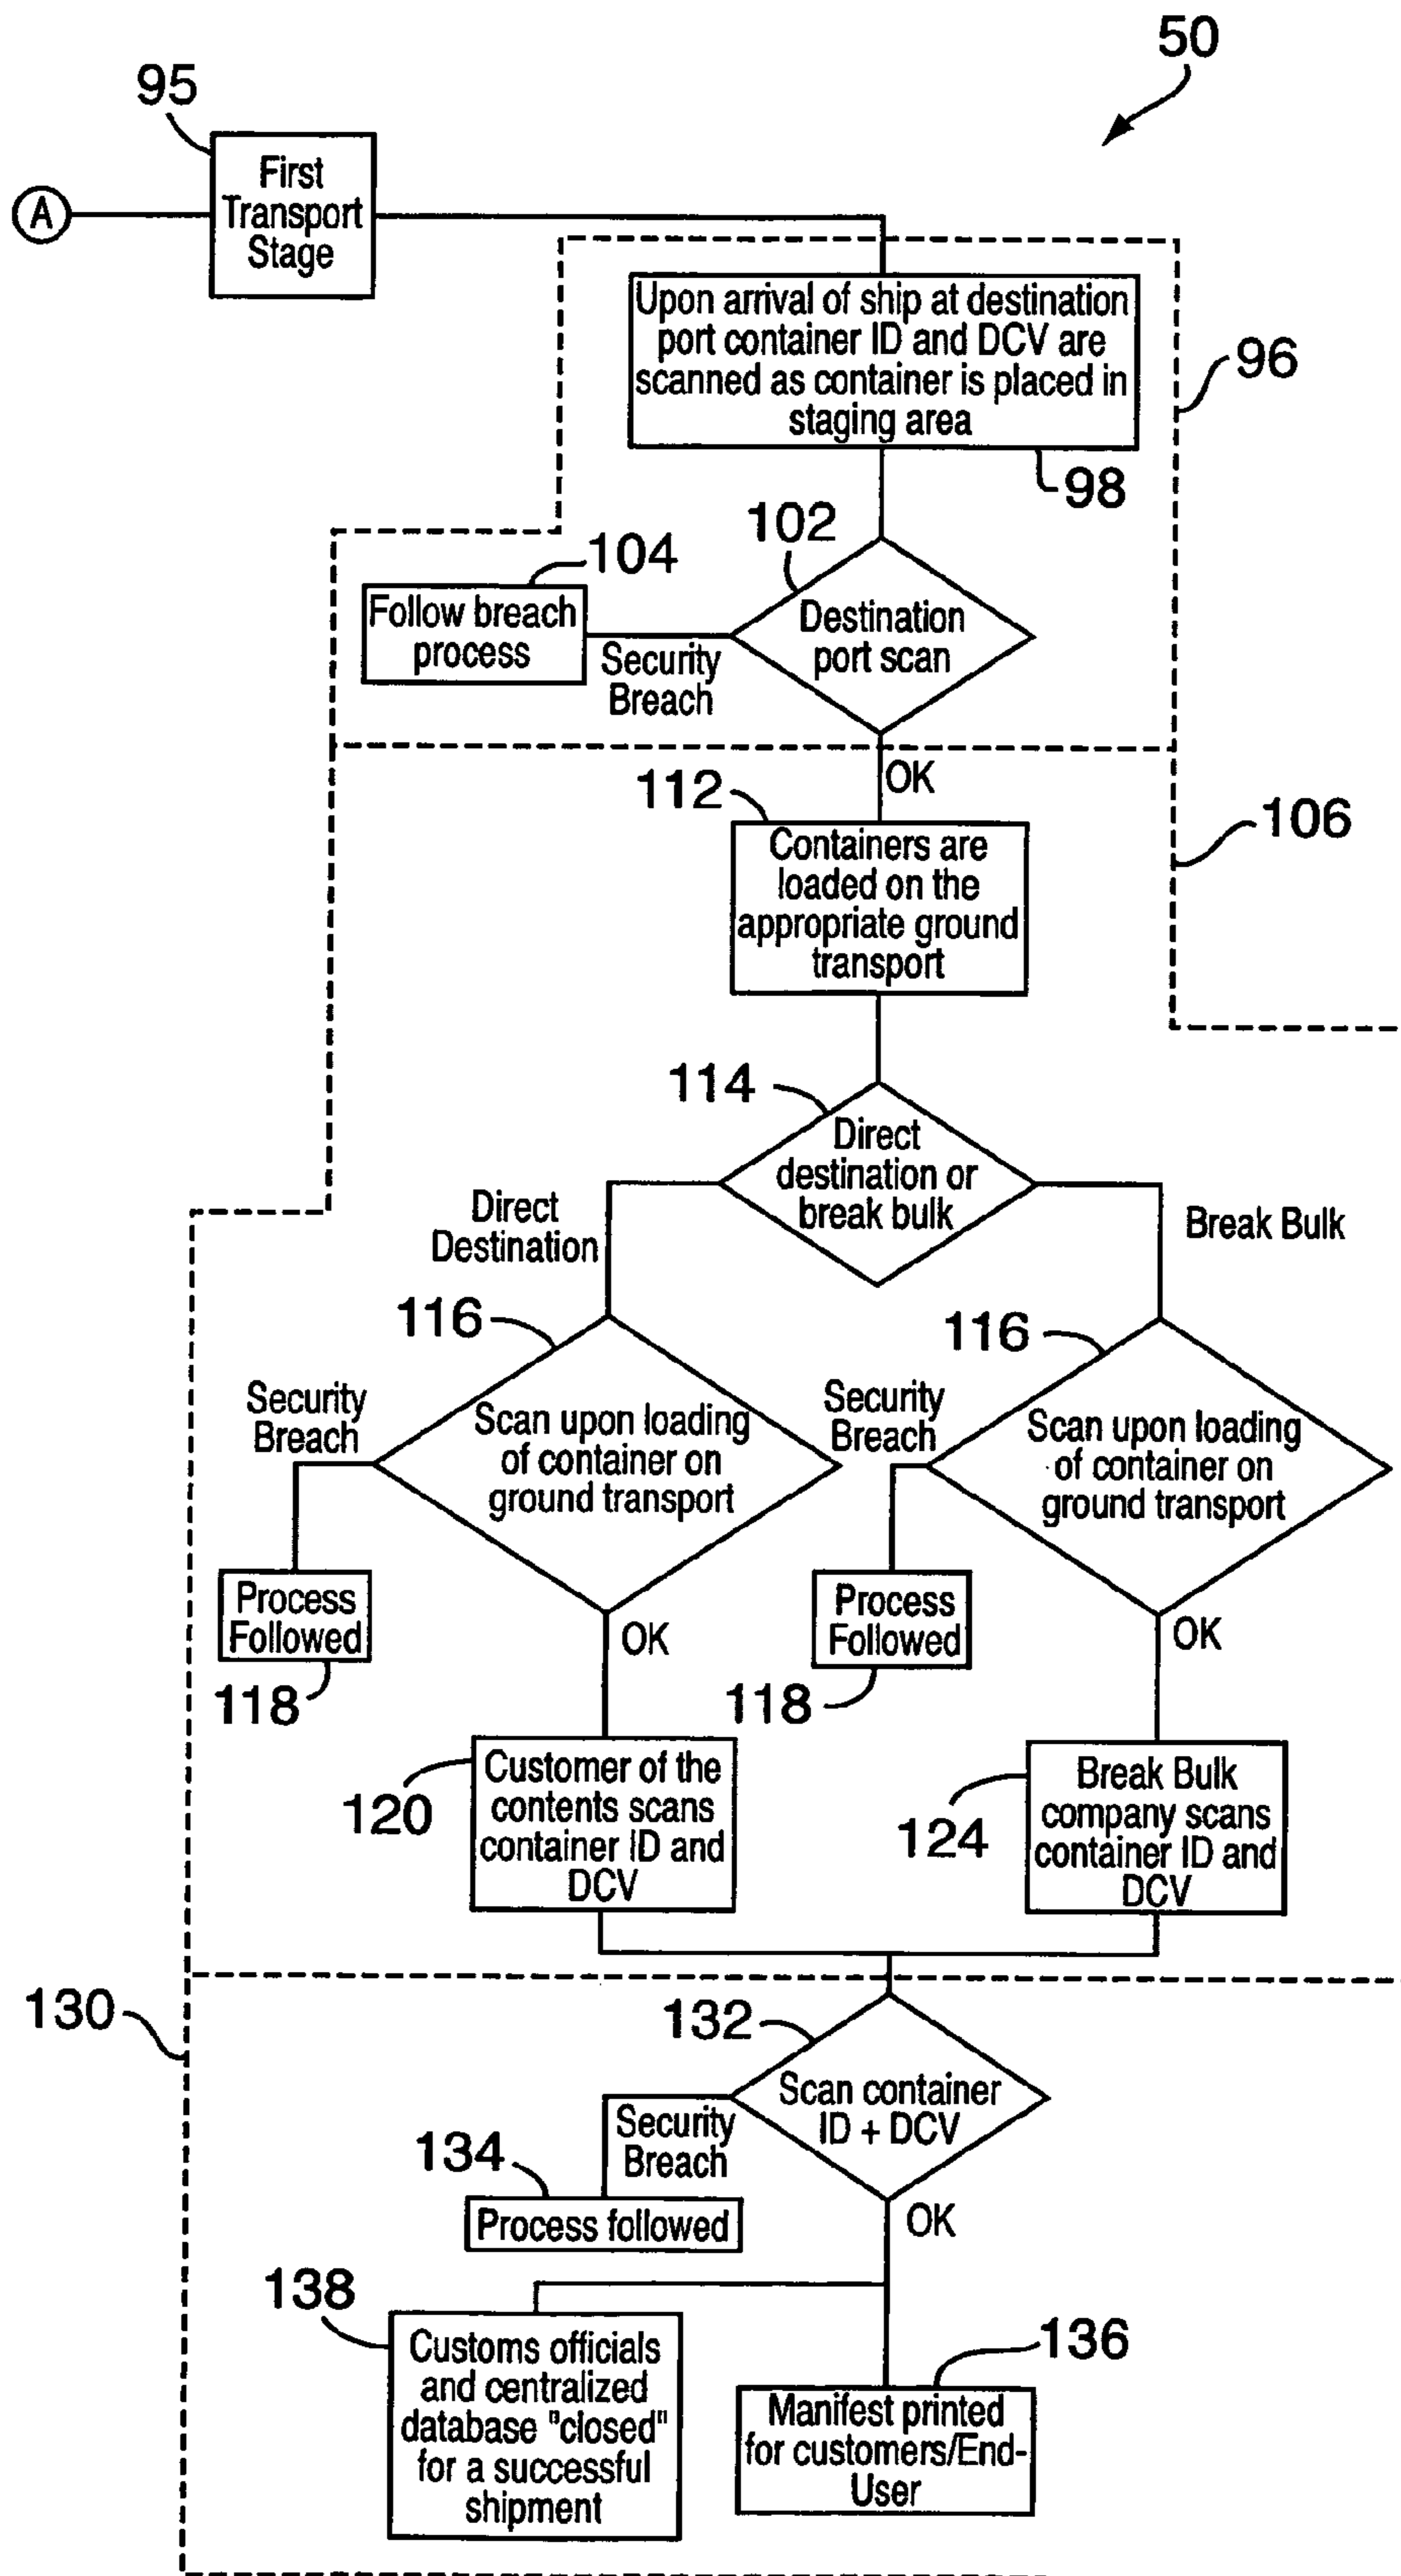 50
95
First
Transport
Stage
A
Upon arrival of ship at destination
port container ID and DCV are
scanned as container is placed in
staging area
96
98
102
104
Follow breach
process
Security
Breach
Destination
port scan
OK
112
106
Containers are
loaded on the
appropriate ground
transport
114
Direct
destination or
break bulk
Direct
Destination
Break Bulk
116
116
Security
Breach
Scan upon loading
of container on
ground transport
Security
Breach
Scan upon loading
of container on
ground transport
Process
Followed
118
OK
Process
Followed
118
OK
120
Customer of the
contents scans
container ID and
DCV
124
Break Bulk
company scans
container ID and
DCV
130
132
Scan container
ID + DCV
Security
Breach
134
Process followed
OK
138
Customs officials
and centralized
database "closed"
for a successful
shipment
136
Manifest printed
for customers/End-
User